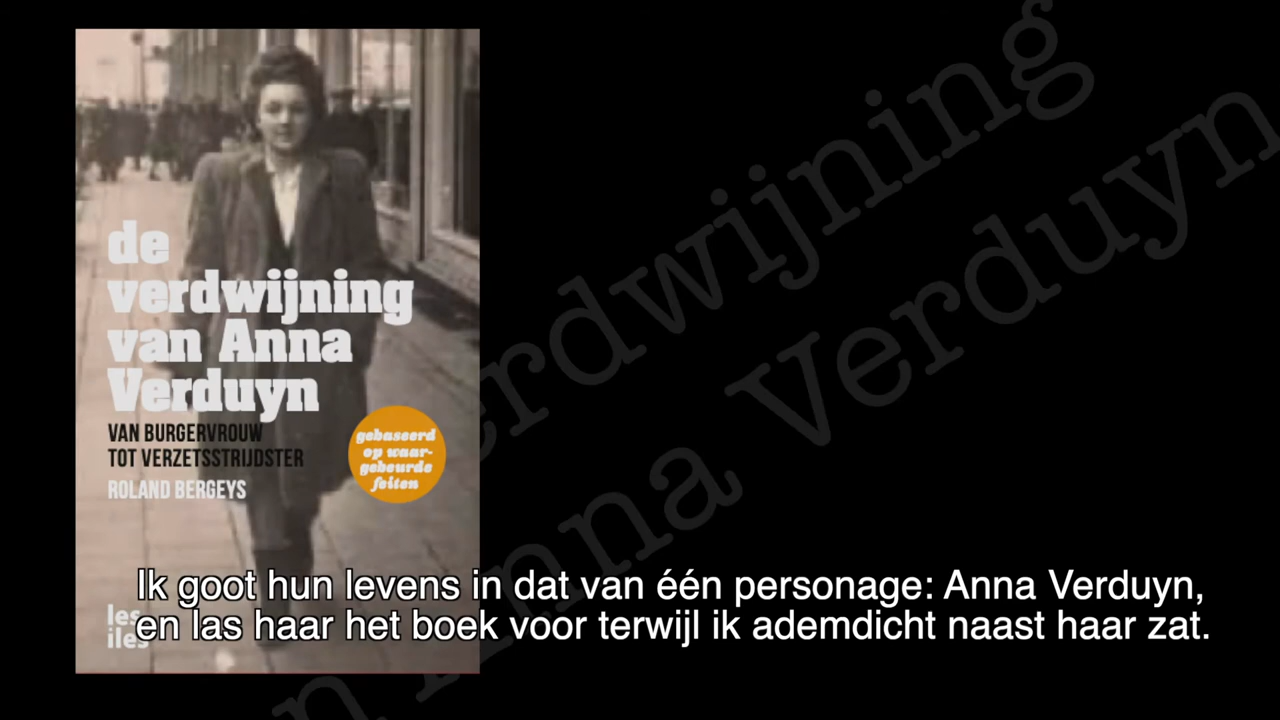 de
verdwijning
van Anna
Verduyn
VAN BURGERVROUW
TOT VERZETSSTRIJDSTER
ROLAND BERGEYS
gebaseerd
op waar-
gebeurde
feiten
les
iles
erdwijning
n Anna Verduyn
Ik goot hun levens in dat van één personage: Anna Verduyn,
en las haar het boek voor terwijl ik ademdicht naast haar zat.